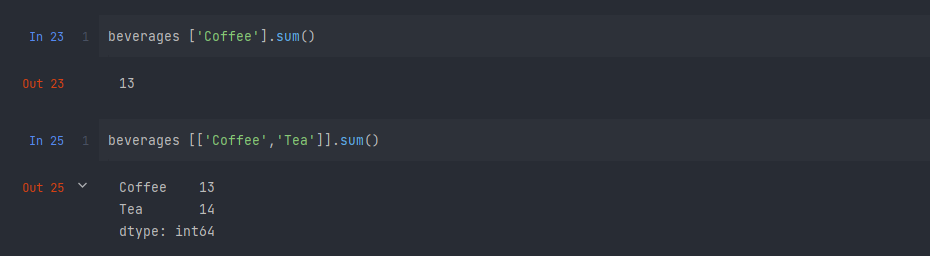 In 23 1 beverages ['Coffee'].sum()
Out 23 13
In 25 1 beverages [['Coffee','Tea']].sum()
Out 25 Coffee    13
Tea       14
dtype: int64